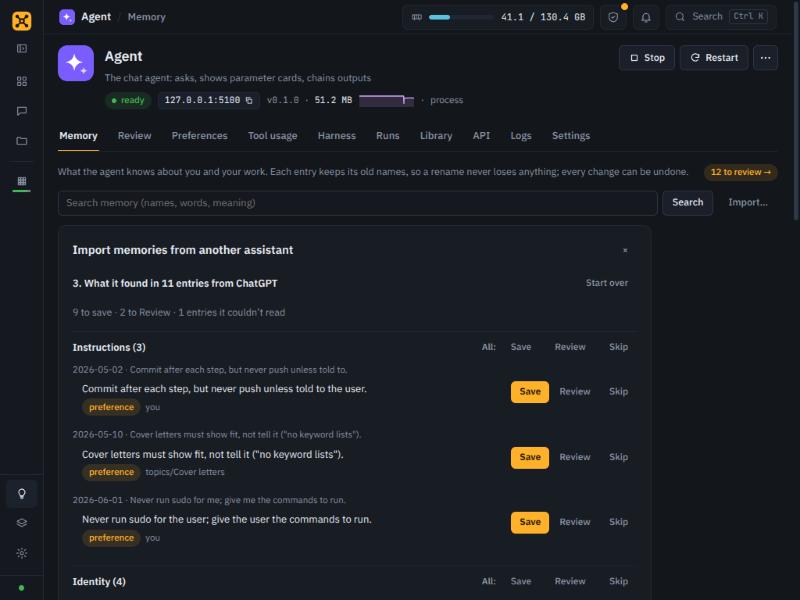 Agent / Memory
41.1 / 130.4 GB
Search Ctrl K
Agent
The chat agent: asks, shows parameter cards, chains outputs
ready 127.0.0.1:5100 v0.1.0 · 51.2 MB · process
Stop Restart
Memory Review Preferences Tool usage Harness Runs Library API Logs Settings
What the agent knows about you and your work. Each entry keeps its old names, so a rename never loses anything; every change can be undone.
12 to review →
Search memory (names, words, meaning)
Search Import...
Import memories from another assistant ×
3. What it found in 11 entries from ChatGPT Start over
9 to save · 2 to Review · 1 entries it couldn't read
Instructions (3) All: Save Review Skip
2026-05-02 · Commit after each step, but never push unless told to.
Commit after each step, but never push unless told to the user.
preference you
Save Review Skip
2026-05-10 · Cover letters must show fit, not tell it ("no keyword lists").
Cover letters must show fit, not tell it ("no keyword lists").
preference topics/Cover letters
Save Review Skip
2026-06-01 · Never run sudo for me; give me the commands to run.
Never run sudo for the user; give the user the commands to run.
preference you
Save Review Skip
Identity (4) All: Save Review Skip